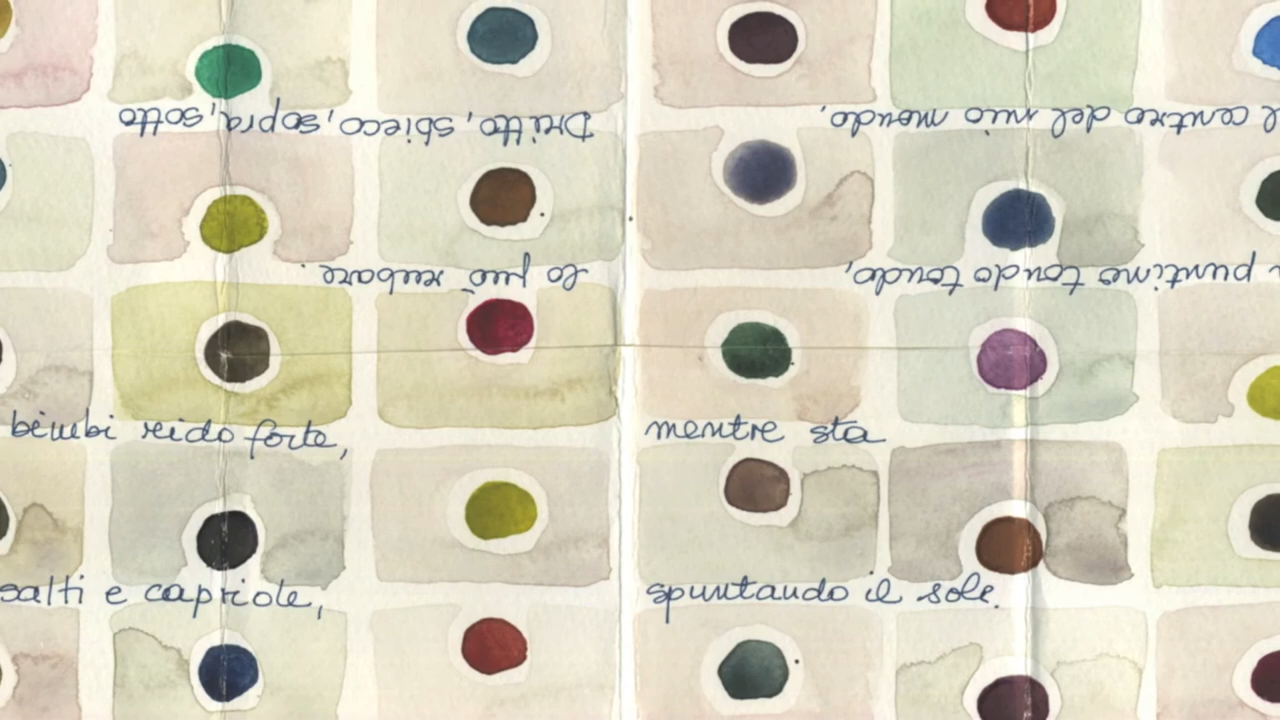 Dritto, sbieco, sopra, sotto
il centro del mio mondo,
lo può rubare.
puntino tondo tondo,
bimbi rido forte,
salti e capriole,
mentre sta
spuntando il sole.